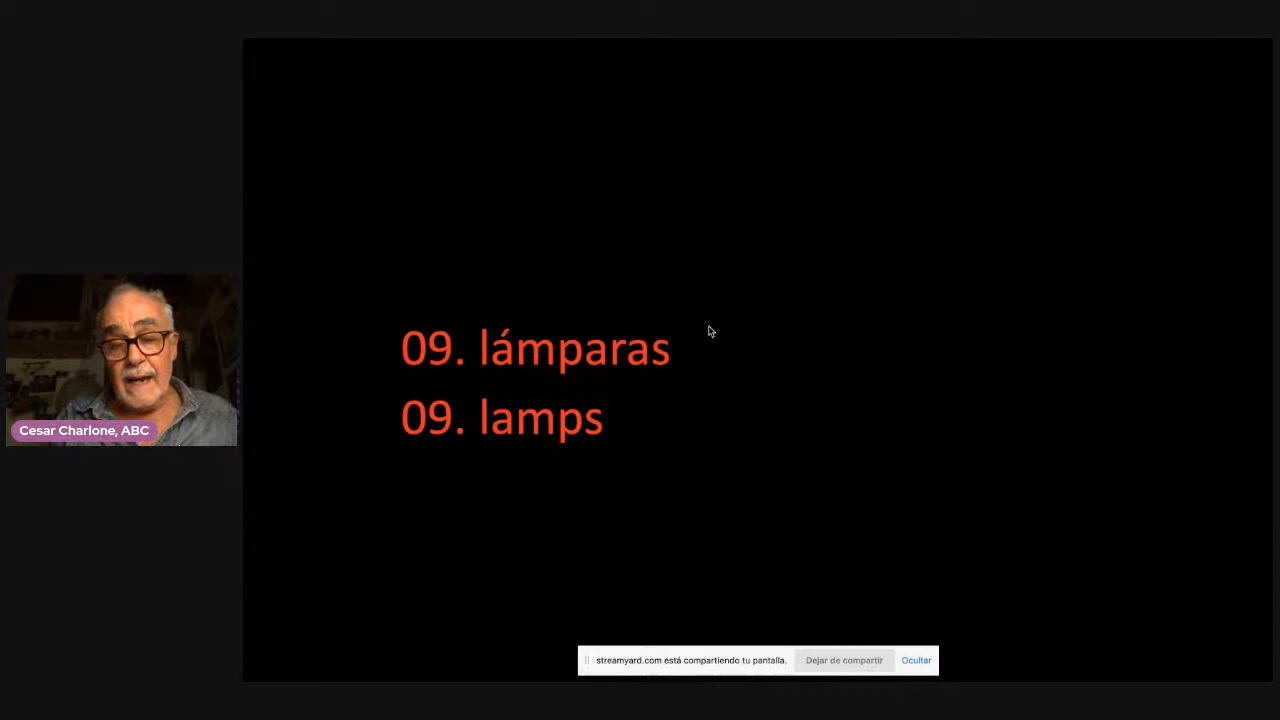 09. lámparas
09. lamps
Cesar Charlone, ABC
streamyard.com está compartiendo tu pantalla. Dejar de compartir Ocultar